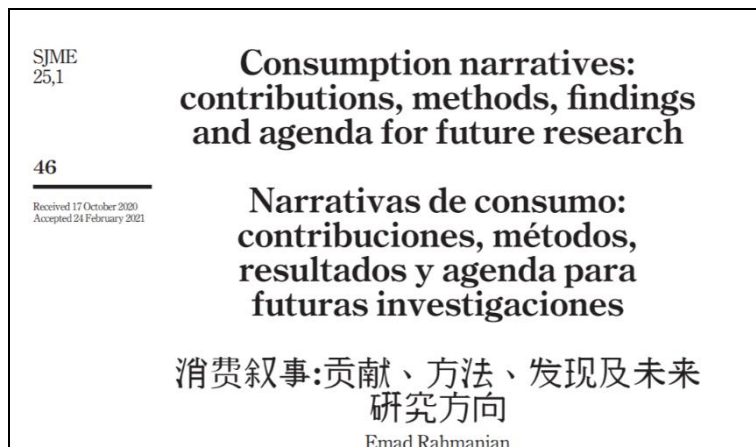 SJME
25,1
46
Received 17 October 2020
Accepted 24 February 2021
Consumption narratives:
contributions, methods, findings
and agenda for future research
Narrativas de consumo:
contribuciones, métodos,
resultados y agenda para
futuras investigaciones
消费叙事:贡献、方法、发现及未来
研究方向
Emad Rahmanian